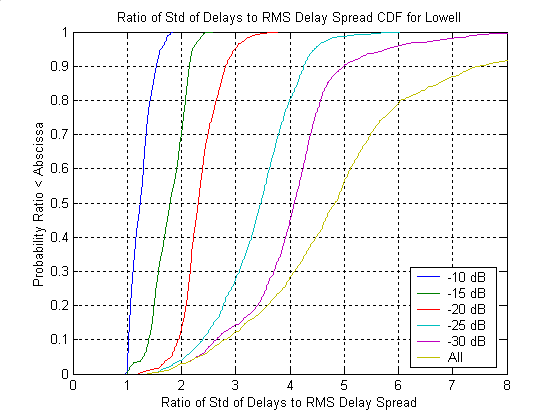 Ratio of Std of Delays to RMS Delay Spread CDF for Lowell
1
0.9
0.8
0.7
0.6
0.5
0.4
0.3
0.2
0.1
0
Probability Ratio < Abscissa
-10 dB
-15 dB
-20 dB
-25 dB
-30 dB
All
0 1 2 3 4 5 6 7 8
Ratio of Std of Delays to RMS Delay Spread